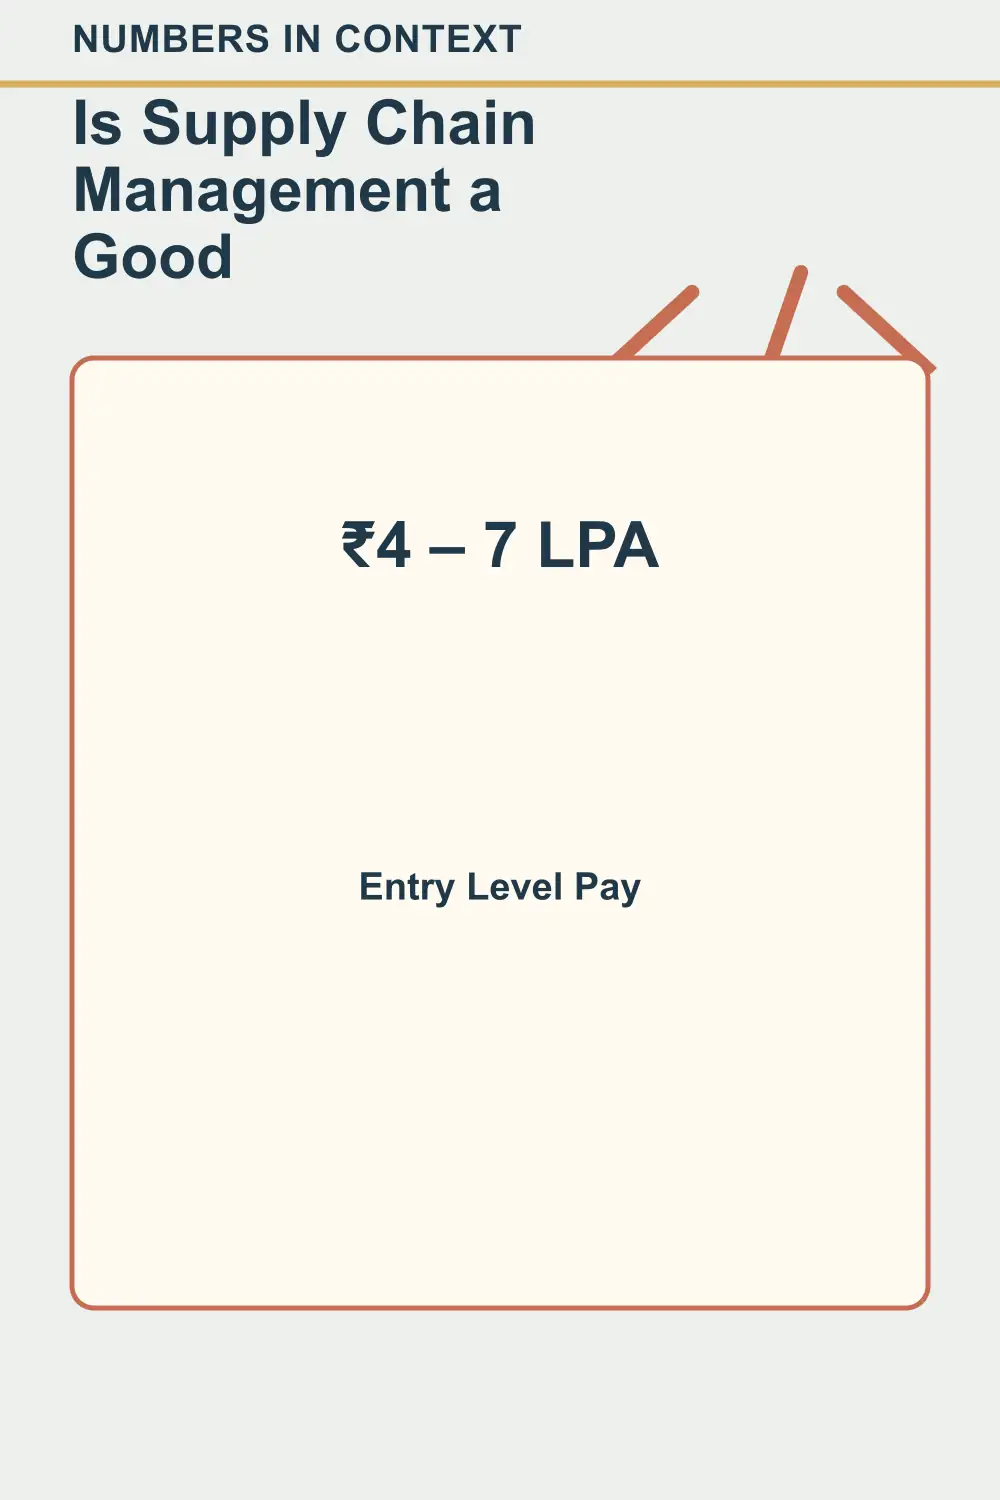 NUMBERS IN CONTEXT
Is Supply Chain
Management a
Good
₹4 – 7 LPA
Entry Level Pay